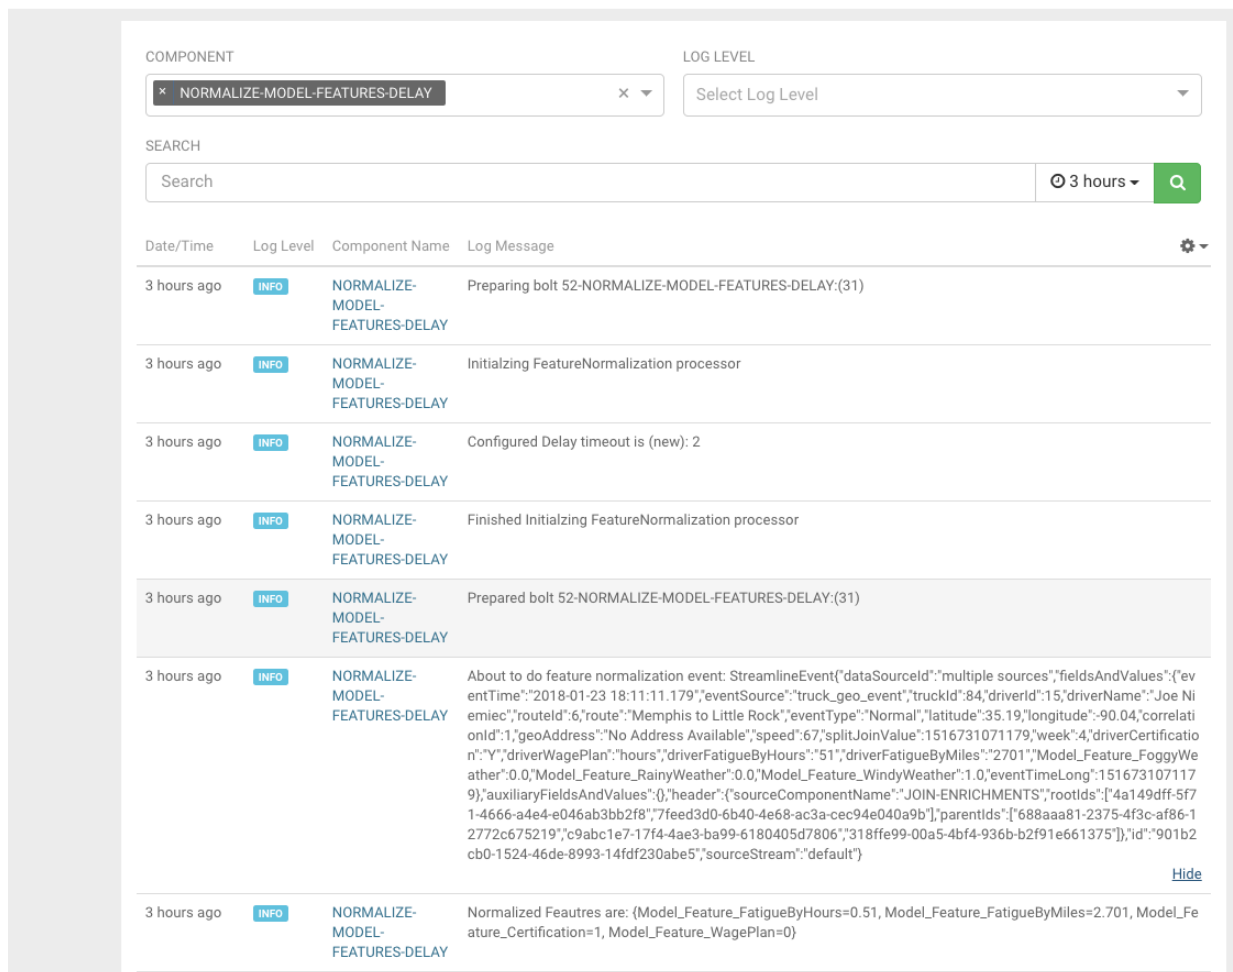 COMPONENT
LOG LEVEL
× NORMALIZE-MODEL-FEATURES-DELAY ×
Select Log Level
SEARCH
Search
3 hours
Date/Time Log Level Component Name Log Message
3 hours ago INFO NORMALIZE- Preparing bolt 52-NORMALIZE-MODEL-FEATURES-DELAY:(31)
MODEL-
FEATURES-DELAY
3 hours ago INFO NORMALIZE- Initialzing FeatureNormalization processor
MODEL-
FEATURES-DELAY
3 hours ago INFO NORMALIZE- Configured Delay timeout is (new): 2
MODEL-
FEATURES-DELAY
3 hours ago INFO NORMALIZE- Finished Initialzing FeatureNormalization processor
MODEL-
FEATURES-DELAY
3 hours ago INFO NORMALIZE- Prepared bolt 52-NORMALIZE-MODEL-FEATURES-DELAY:(31)
MODEL-
FEATURES-DELAY
3 hours ago INFO NORMALIZE-
MODEL-
FEATURES-DELAY
About to do feature normalization event: StreamlineEvent{"dataSourceId":"multiple sources","fieldsAndValues":{"ev
entTime":"2018-01-23 18:11:11.179","eventSource":"truck_geo_event","truckId":84,"driverId":15,"driverName":"Joe Ni
emiec","routeId":6,"route":"Memphis to Little Rock","eventType":"Normal","latitude":35.19,"longitude":-90.04,"correlati
onId":1,"geoAddress":"No Address Available","speed":67,"splitJoinValue":1516731071179,"week":4,"driverCertificatio
n":"Y","driverWagePlan":"hours","driverFatigueByHours":"51","driverFatigueByMiles":"2701","Model_Feature_FoggyWe
ather":0.0,"Model_Feature_RainyWeather":0.0,"Model_Feature_WindyWeather":1.0,"eventTimeLong":151673107117
9},"auxiliaryFieldsAndValues":{},"header":{"sourceComponentName":"JOIN-ENRICHMENTS","rootIds":["4a149dff-5f7
1-4666-a4e4-e046ab3bb2f8","7feed3d0-6b40-4e68-ac3a-cec94e040a9b"],"parentIds":["688aaa81-2375-4f3c-af86-1
2772c675219","c9abc1e7-17f4-4ae3-ba99-6180405d7806","318ffe99-00a5-4bf4-936b-b2f91e661375"]},"id":"901b2
cb0-1524-46de-8993-14fdf230abe5","sourceStream":"default"}
Hide
3 hours ago INFO NORMALIZE-
MODEL-
FEATURES-DELAY
Normalized Feautres are: {Model_Feature_FatigueByHours=0.51, Model_Feature_FatigueByMiles=2.701, Model_Fe
ature_Certification=1, Model_Feature_WagePlan=0}